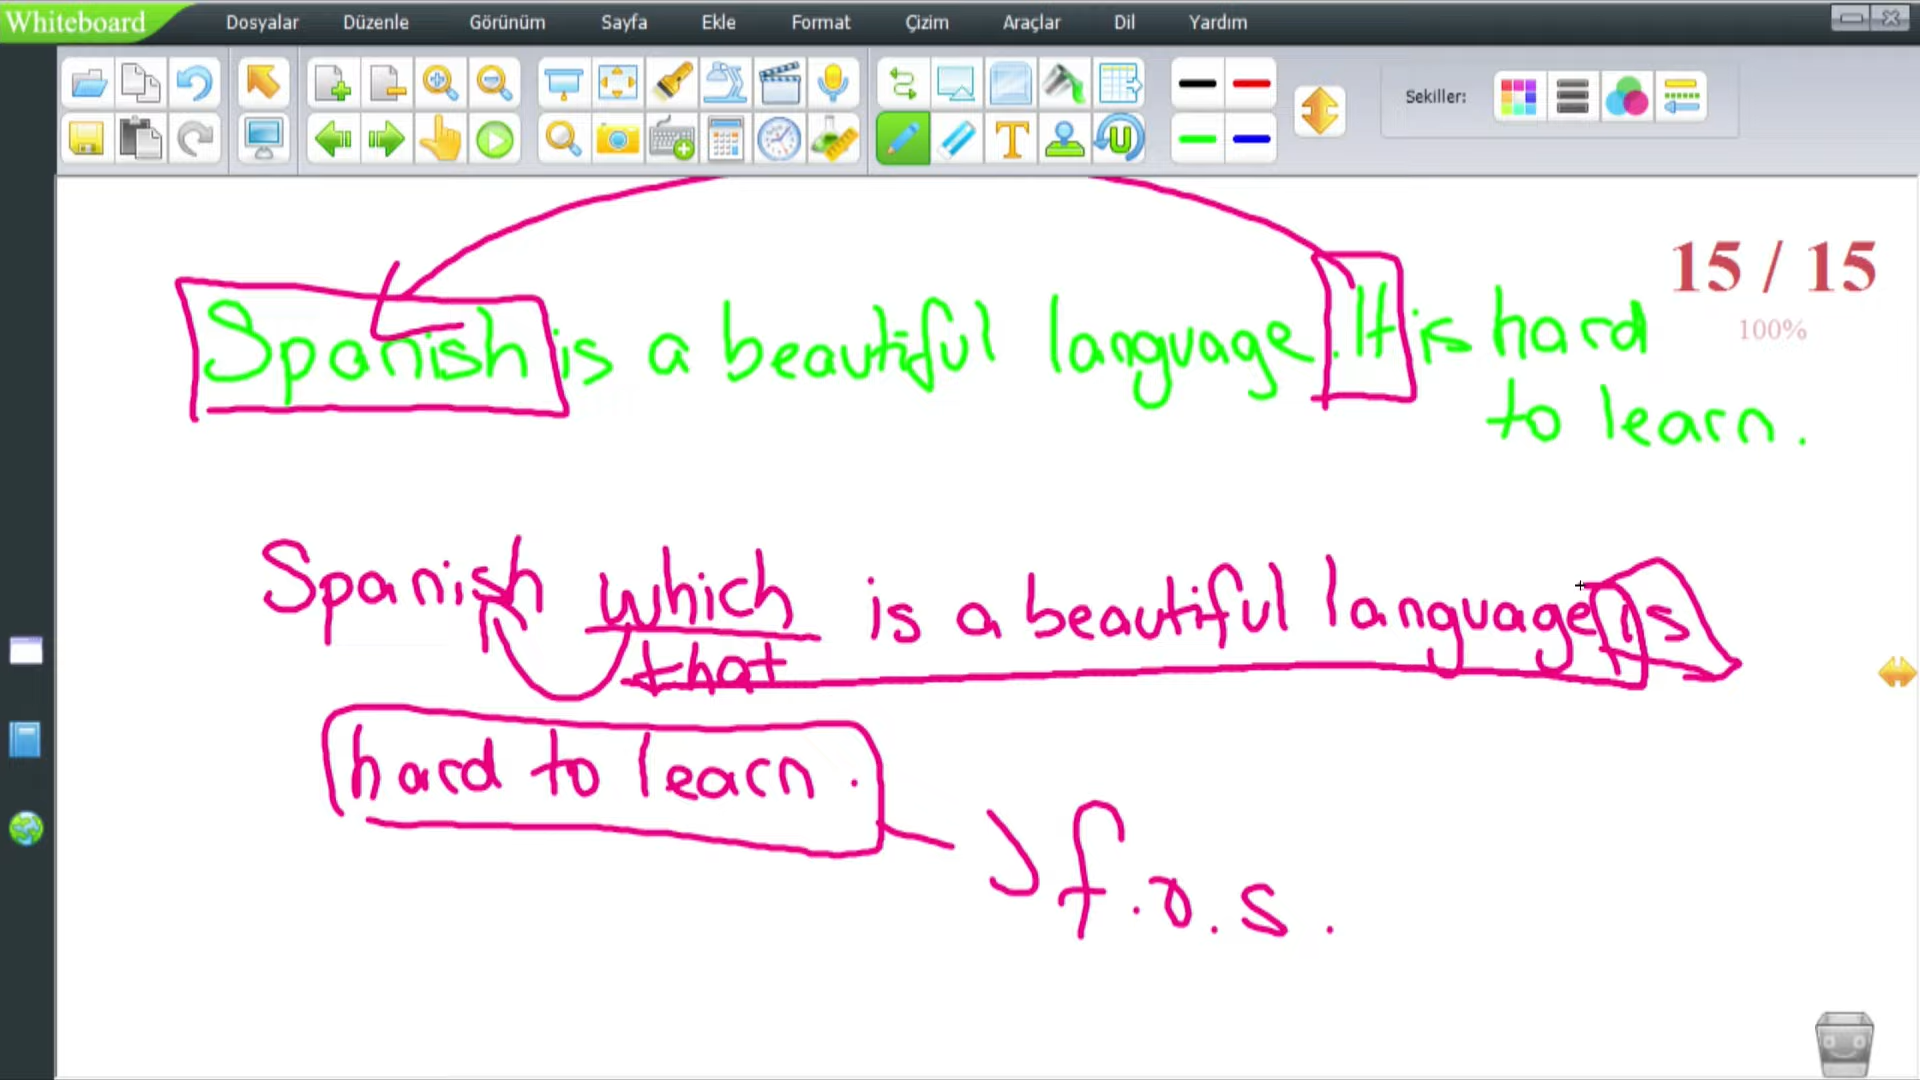 Whiteboard Dosyalar Düzenle Görünüm Sayfa Ekle Format Çizim Araçlar Dil Yardım
Sekiller:
15 / 15
100%
Spanish is a beautiful language. It is hard
to learn.
Spanish which is a beautiful language is
that
hard to learn.